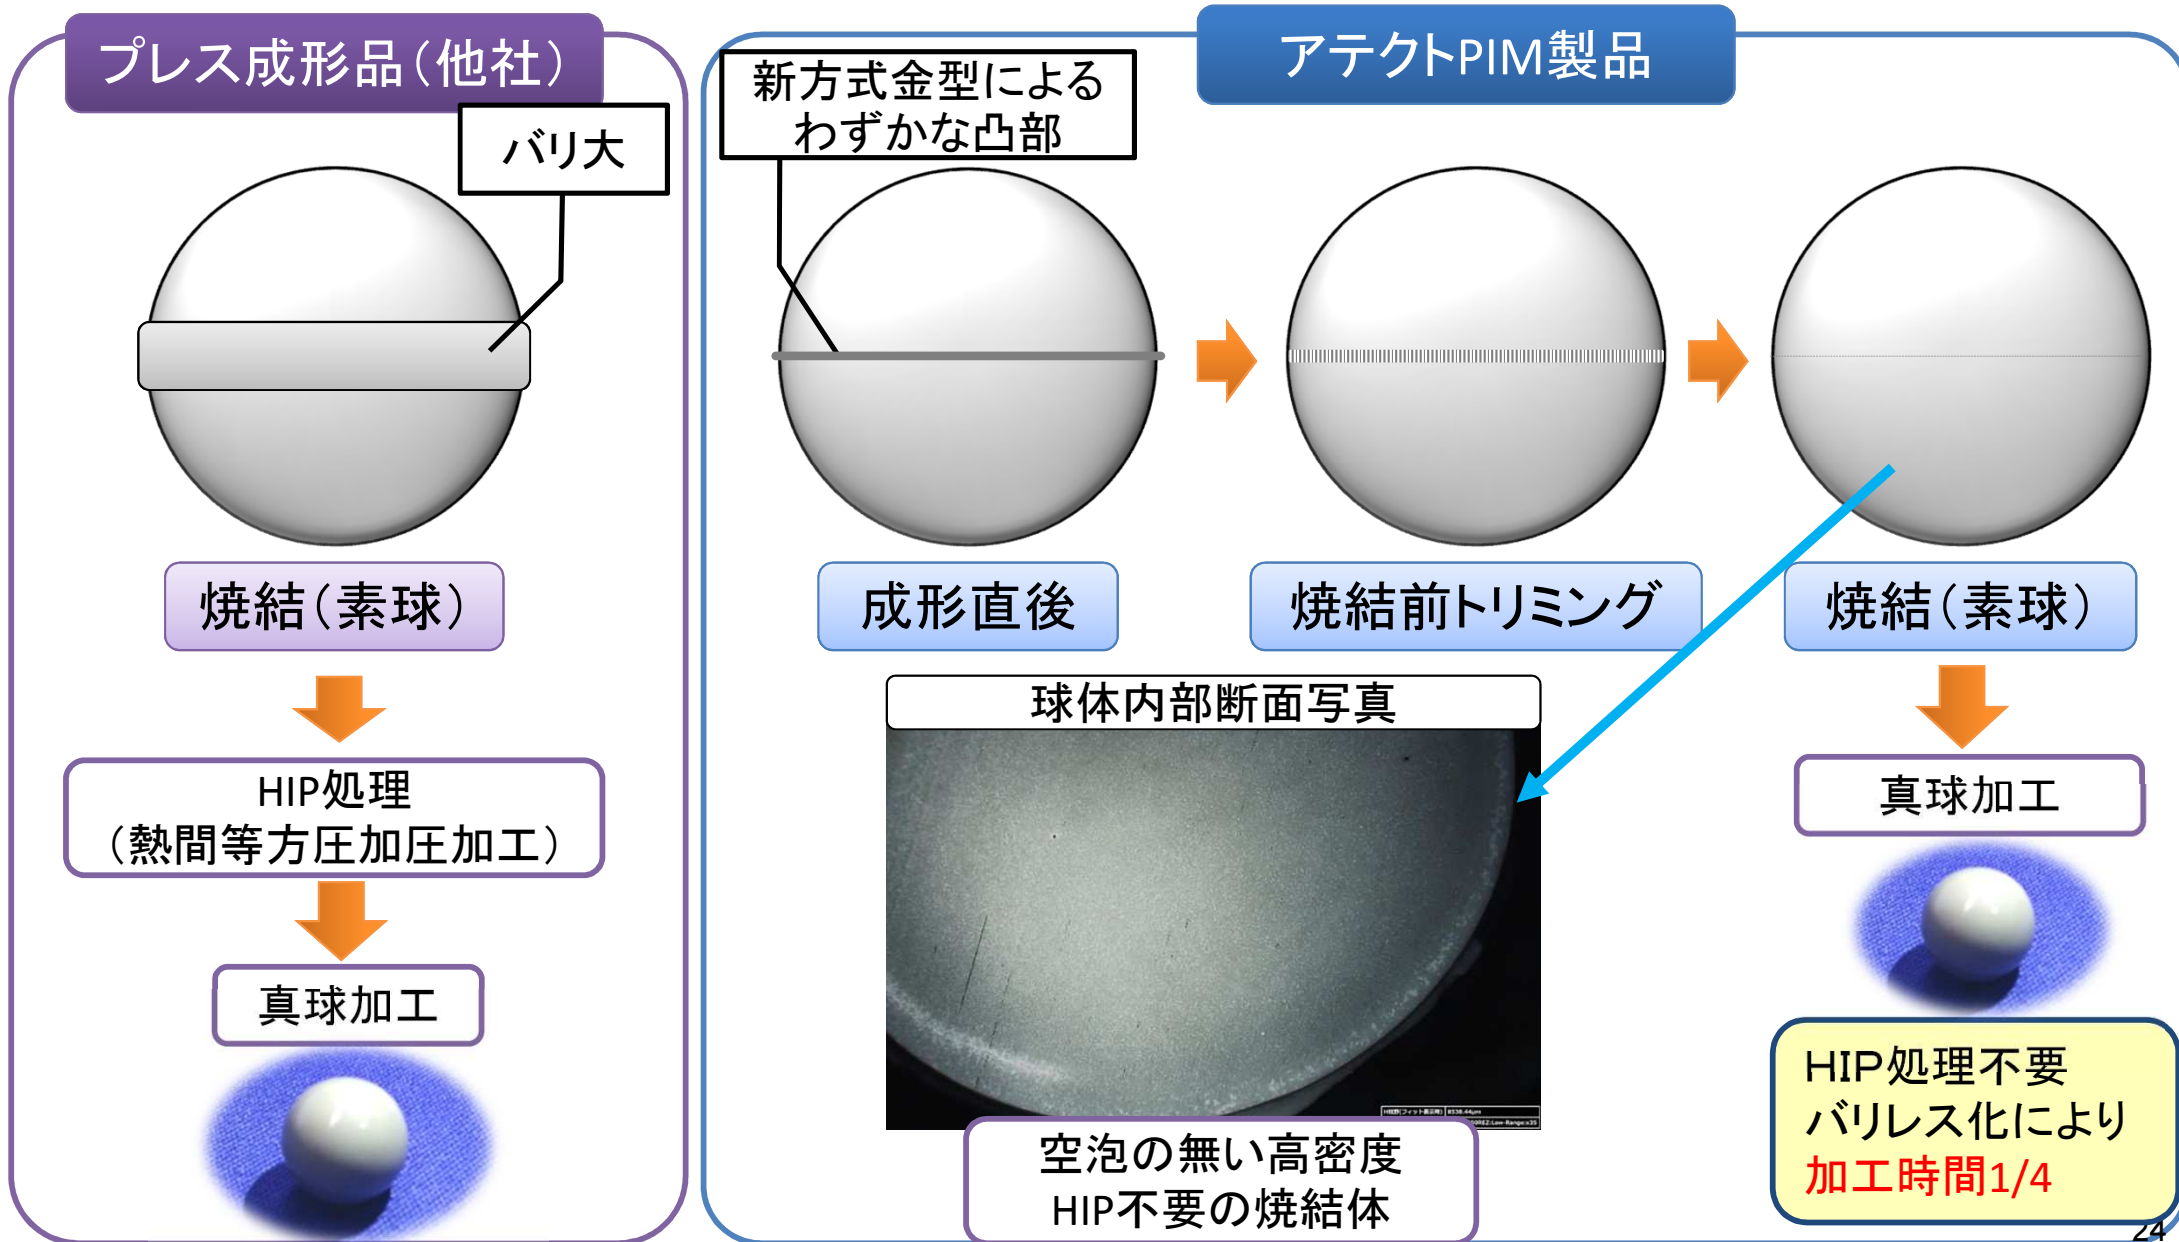 プレス成形品（他社）
バリ大
焼結（素球）
HIP処理
（熱間等方圧加圧加工）
真球加工
アテクトPIM製品
新方式金型による
わずかな凸部
成形直後
焼結前トリミング
焼結（素球）
球体内部断面写真
空泡の無い高密度
HIP不要の焼結体
真球加工
HIP処理不要
バリレス化により
加工時間1/4
24